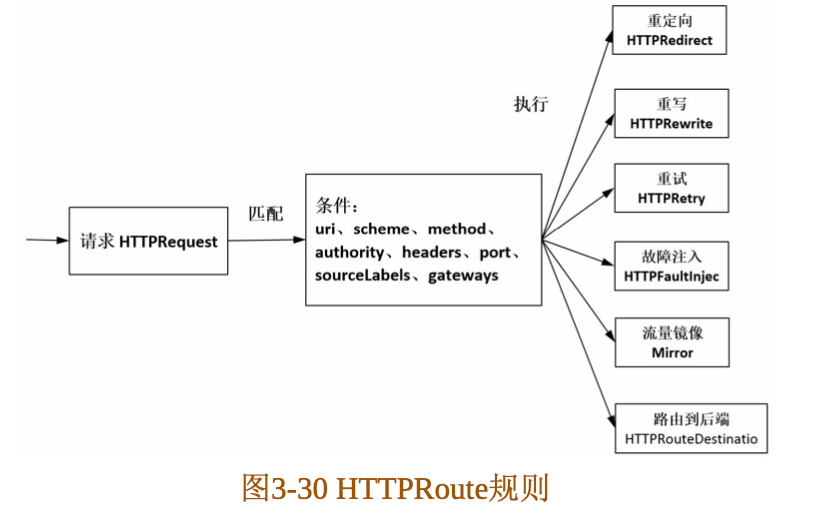 请求 HTTPRequest
匹配
条件：
uri、scheme、method、
authority、headers、port、
sourceLabels、gateways
执行
重定向
HTTPRedirect
重写
HTTPRewrite
重试
HTTPRetry
故障注入
HTTPFaultInjec
流量镜像
Mirror
路由到后端
HTTPRouteDestinatio
图3-30 HTTPRoute规则